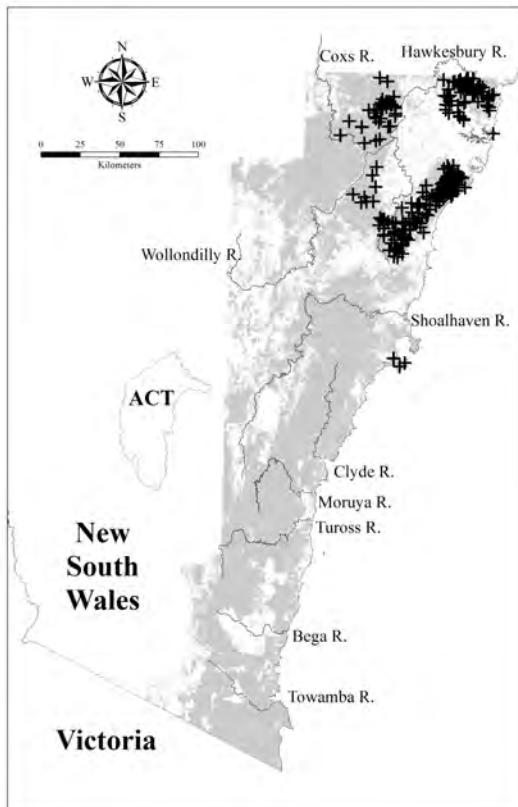 Coxs R.
Hawkesbury R.
N
W E
S
0 25 50 75 100
Kilometers
Wollondilly R.
Shoalhaven R.
ACT
Clyde R.
Moruya R.
Tuross R.
New
South
Wales
Bega R.
Towamba R.
Victoria